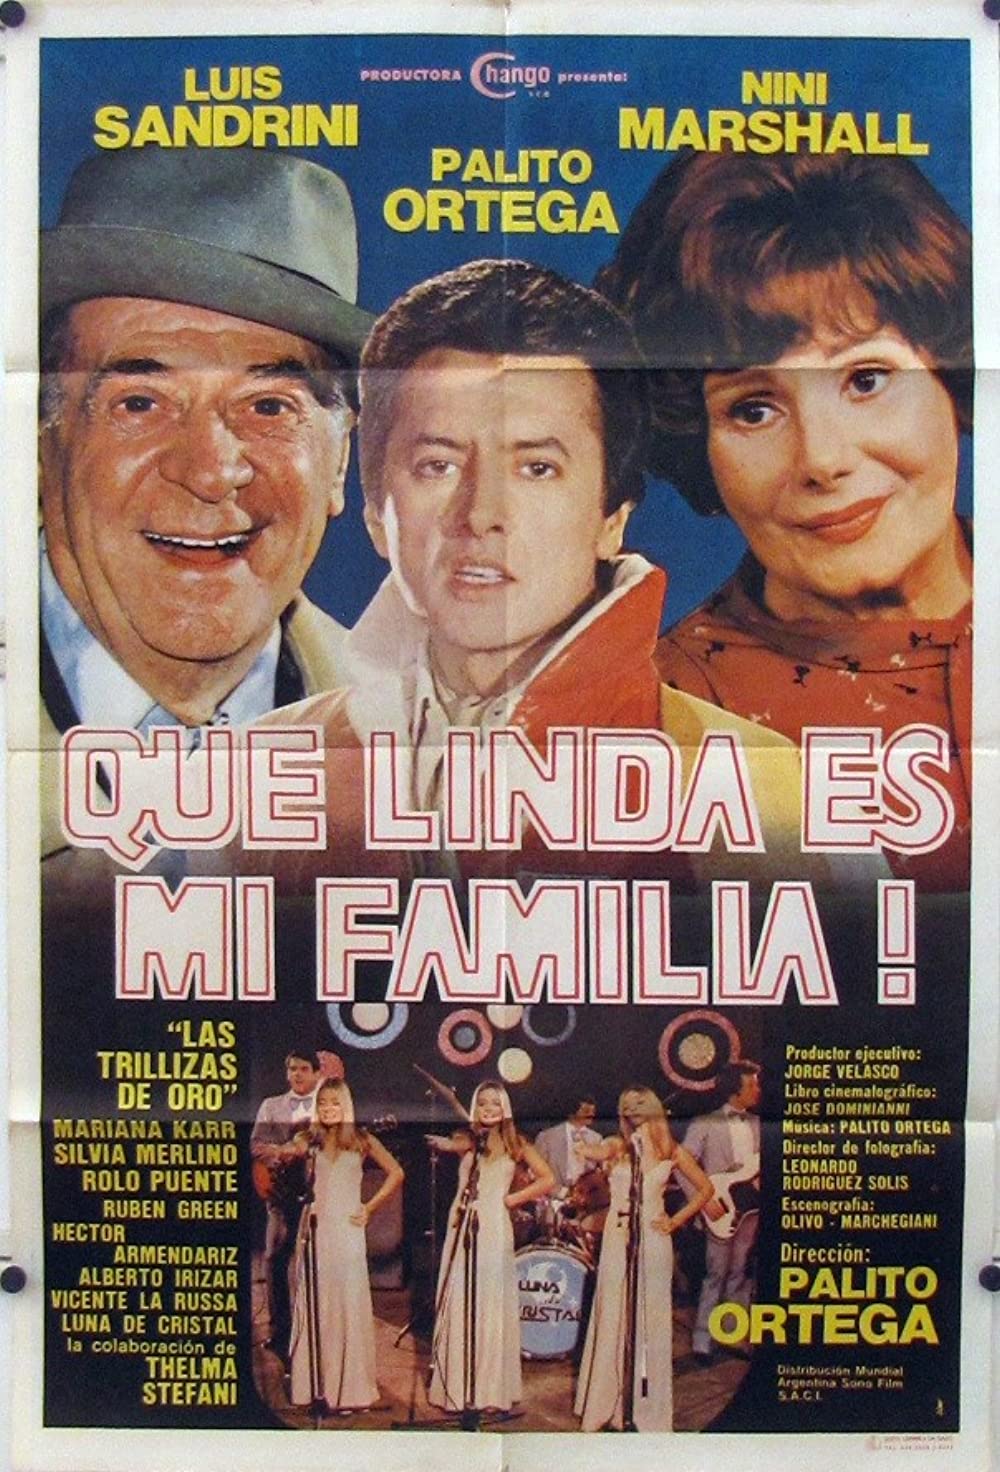 PRODUCTORA Chango presenta:
S.C.A.
LUIS
SANDRINI
PALITO
ORTEGA
NINI
MARSHALL
QUE LINDA ES
MI FAMILIA!
"LAS
TRILLIZAS
DE ORO"
MARIANA KARR
SILVIA MERLINO
ROLO PUENTE
RUBEN GREEN
HECTOR
ARMENDARIZ
ALBERTO IRIZAR
VICENTE LA RUSSA
LUNA DE CRISTAL
la colaboración de
THELMA
STEFANI
LUNA
de
CRISTAL
Productor ejecutivo:
JORGE VELASCO
Libro cinematográfico:
JOSE DOMINIANNI
Música: PALITO ORTEGA
Director de fotografía:
LEONARDO
RODRIGUEZ SOLIS
Escenografía:
OLIVO - MARCHEGIANI
Dirección:
PALITO
ORTEGA
Distribución Mundial
Argentina Sono Film
S.A.C.I.